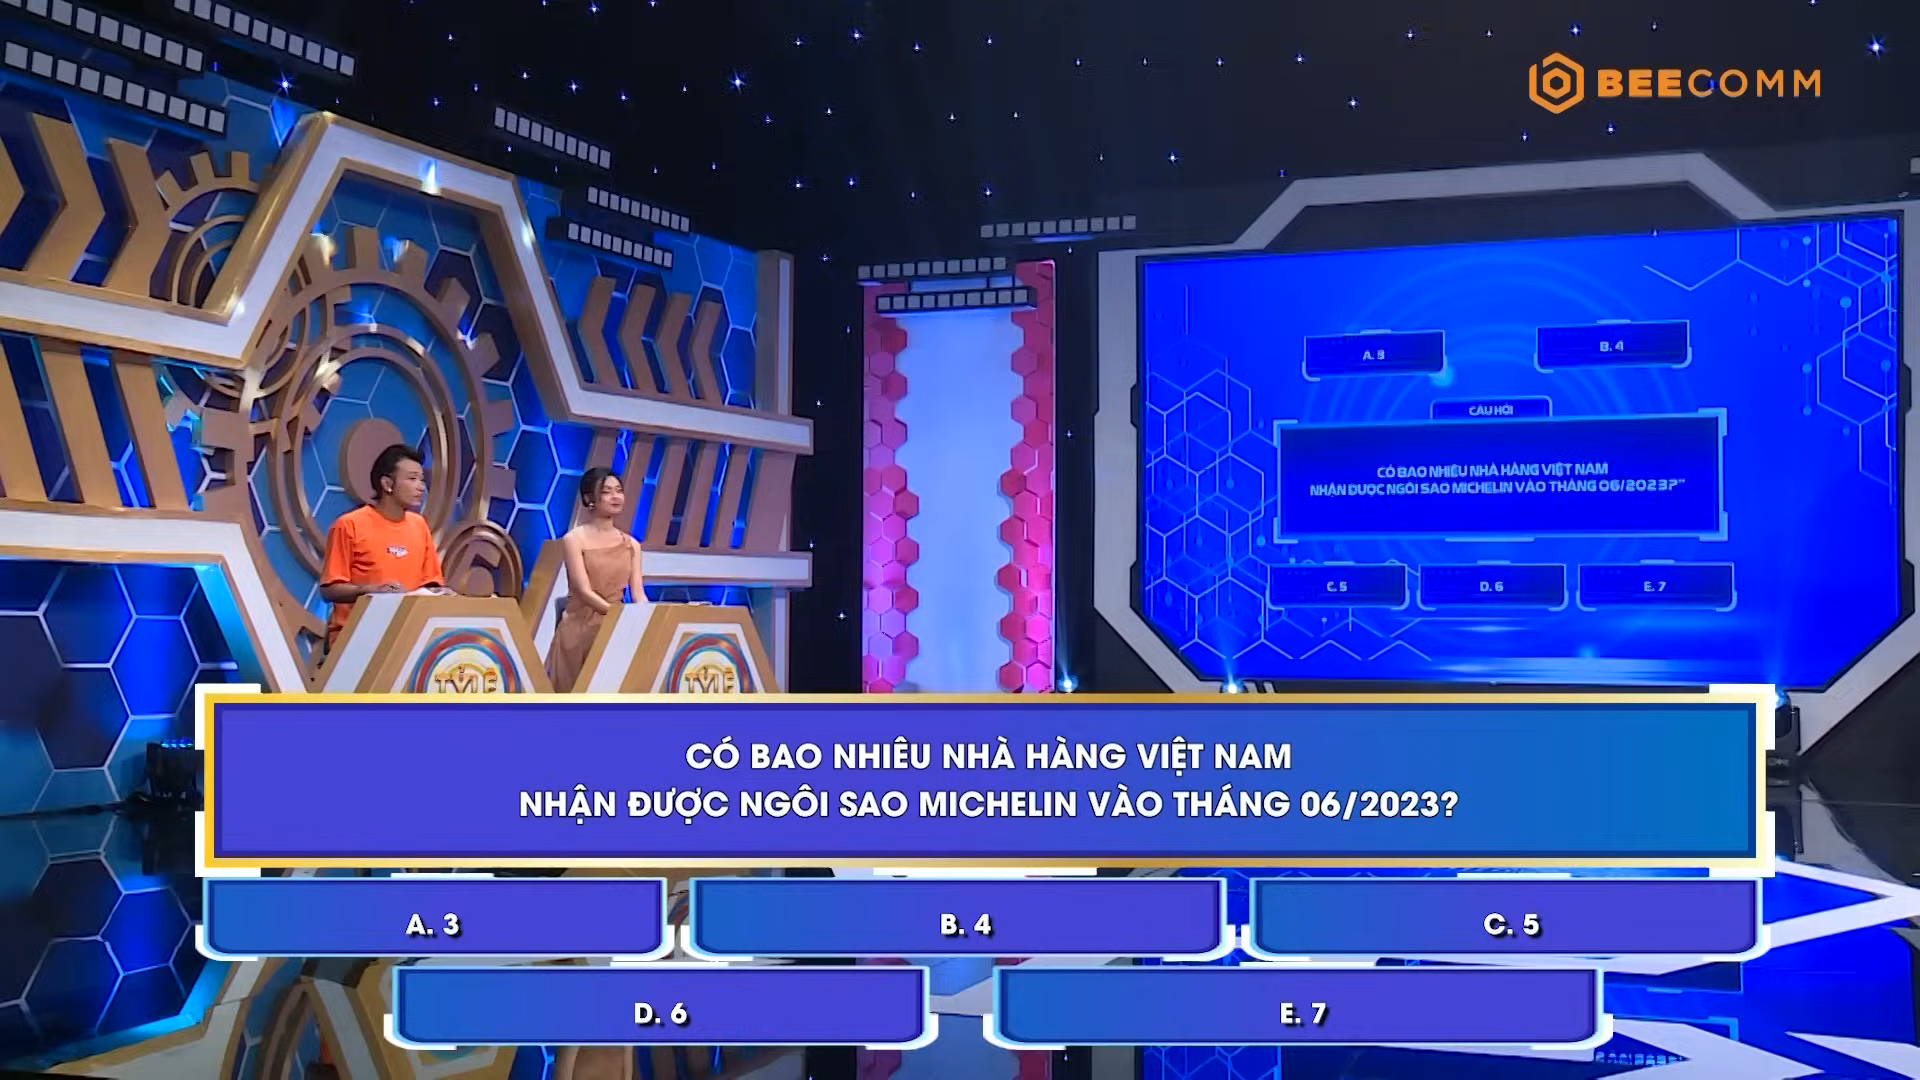 BEECOMM
A. 3
B. 4
CÂU HỎI
CÓ BAO NHIÊU NHÀ HÀNG VIỆT NAM
NHẬN ĐƯỢC NGÔI SAO MICHELIN VÀO THÁNG 06/2023?"
C. 5
D. 6
E. 7
CÓ BAO NHIÊU NHÀ HÀNG VIỆT NAM
NHẬN ĐƯỢC NGÔI SAO MICHELIN VÀO THÁNG 06/2023?
A. 3
B. 4
C. 5
D. 6
E. 7